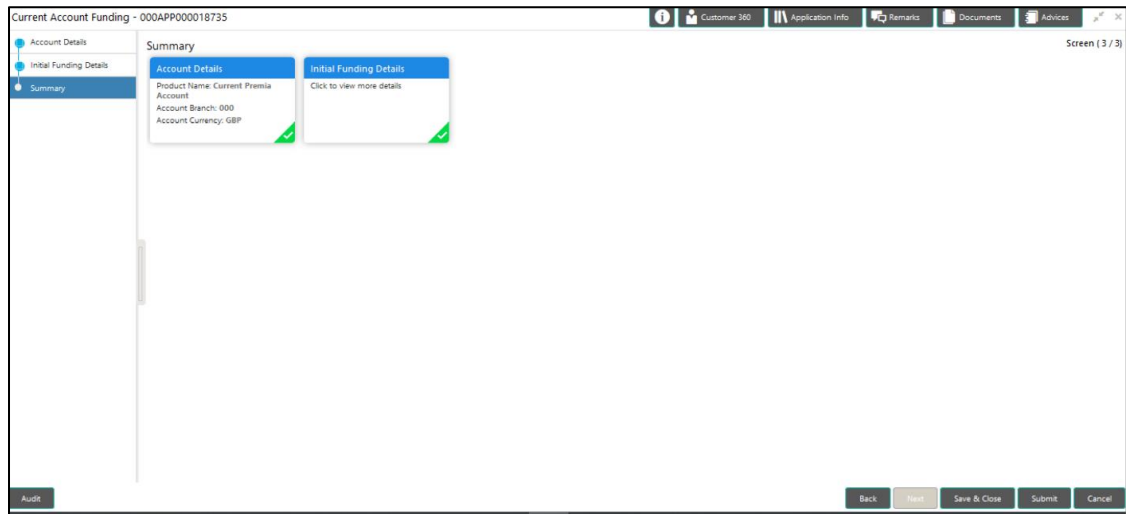 Current Account Funding - 000APP000018735
Customer 360
Application Info
Remarks
Documents
Advices
Account Details
Initial Funding Details
Summary
Summary
Screen ( 3 / 3)
Account Details
Product Name: Current Premia
Account
Account Branch: 000
Account Currency: GBP
Initial Funding Details
Click to view more details
Audit
Back
Next
Save & Close
Submit
Cancel